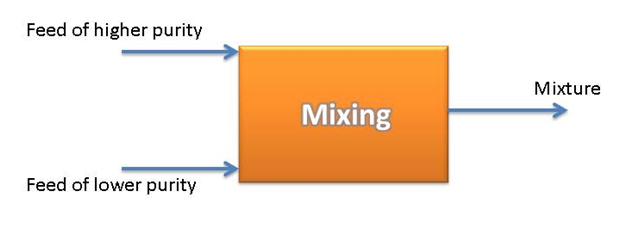 Feed of higher purity
Mixture
Mixing
Feed of lower purity